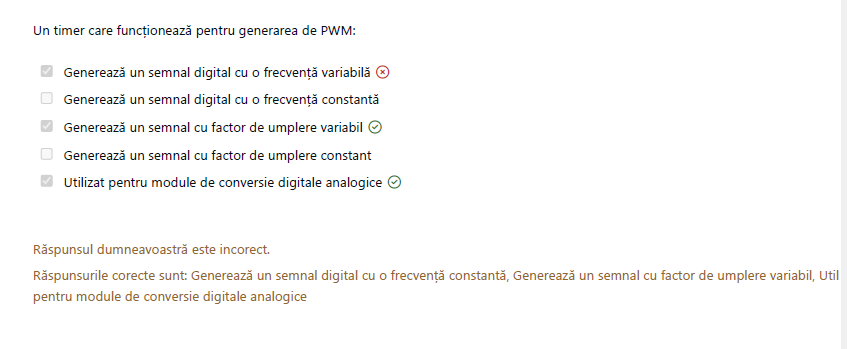 Un timer care funcționează pentru generarea de PWM:
Generează un semnal digital cu o frecvență variabilă
Generează un semnal digital cu o frecvență constantă
Generează un semnal cu factor de umplere variabil
Generează un semnal cu factor de umplere constant
Utilizat pentru module de conversie digitale analogice
Răspunsul dumneavoastră este incorect.
Răspunsurile corecte sunt: Generează un semnal digital cu o frecvență constantă, Generează un semnal cu factor de umplere variabil, Util
pentru module de conversie digitale analogice